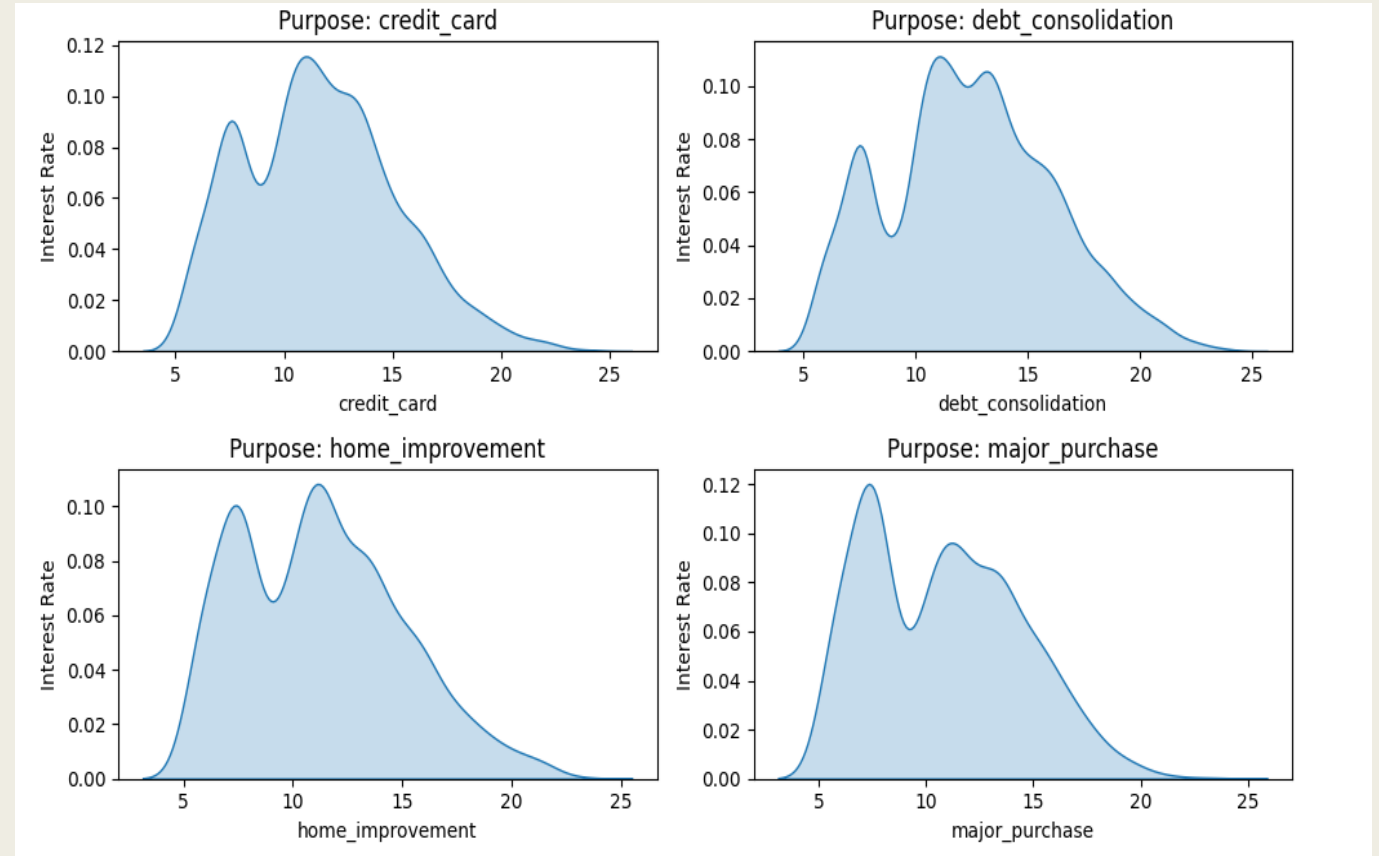 Purpose: credit_card
0.12
0.10
0.08
0.06
0.04
0.02
0.00
Interest Rate
5 10 15 20 25
credit_card
Purpose: debt_consolidation
0.10
0.08
0.06
0.04
0.02
0.00
Interest Rate
5 10 15 20 25
debt_consolidation
Purpose: home_improvement
0.10
0.08
0.06
0.04
0.02
0.00
Interest Rate
5 10 15 20 25
home_improvement
Purpose: major_purchase
0.12
0.10
0.08
0.06
0.04
0.02
0.00
Interest Rate
5 10 15 20 25
major_purchase